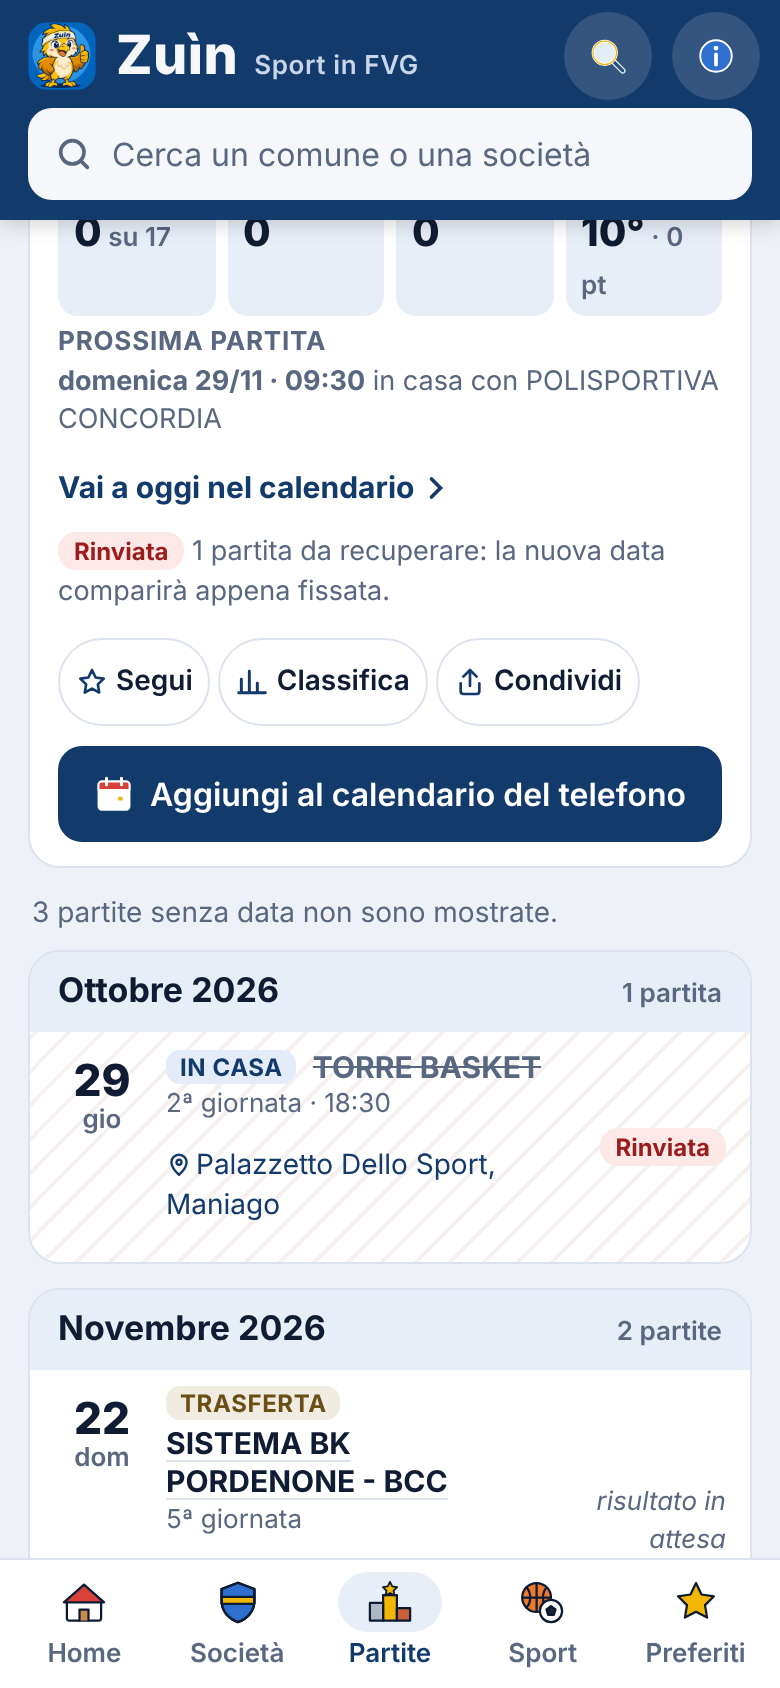 Zuìn
Zuìn Sport in FVG
Cerca un comune o una società
0 su 17
0
0
10° · 0
pt
PROSSIMA PARTITA
domenica 29/11 · 09:30 in casa con POLISPORTIVA
CONCORDIA
Vai a oggi nel calendario
Rinviata 1 partita da recuperare: la nuova data
comparirà appena fissata.
Segui
Classifica
Condividi
Aggiungi al calendario del telefono
3 partite senza data non sono mostrate.
Ottobre 2026
1 partita
29
gio
IN CASA TORRE BASKET
2ª giornata · 18:30
Palazzetto Dello Sport,
Maniago
Rinviata
Novembre 2026
2 partite
22
dom
TRASFERTA
SISTEMA BK
PORDENONE - BCC
5ª giornata
risultato in
attesa
Home
Società
Partite
Sport
Preferiti